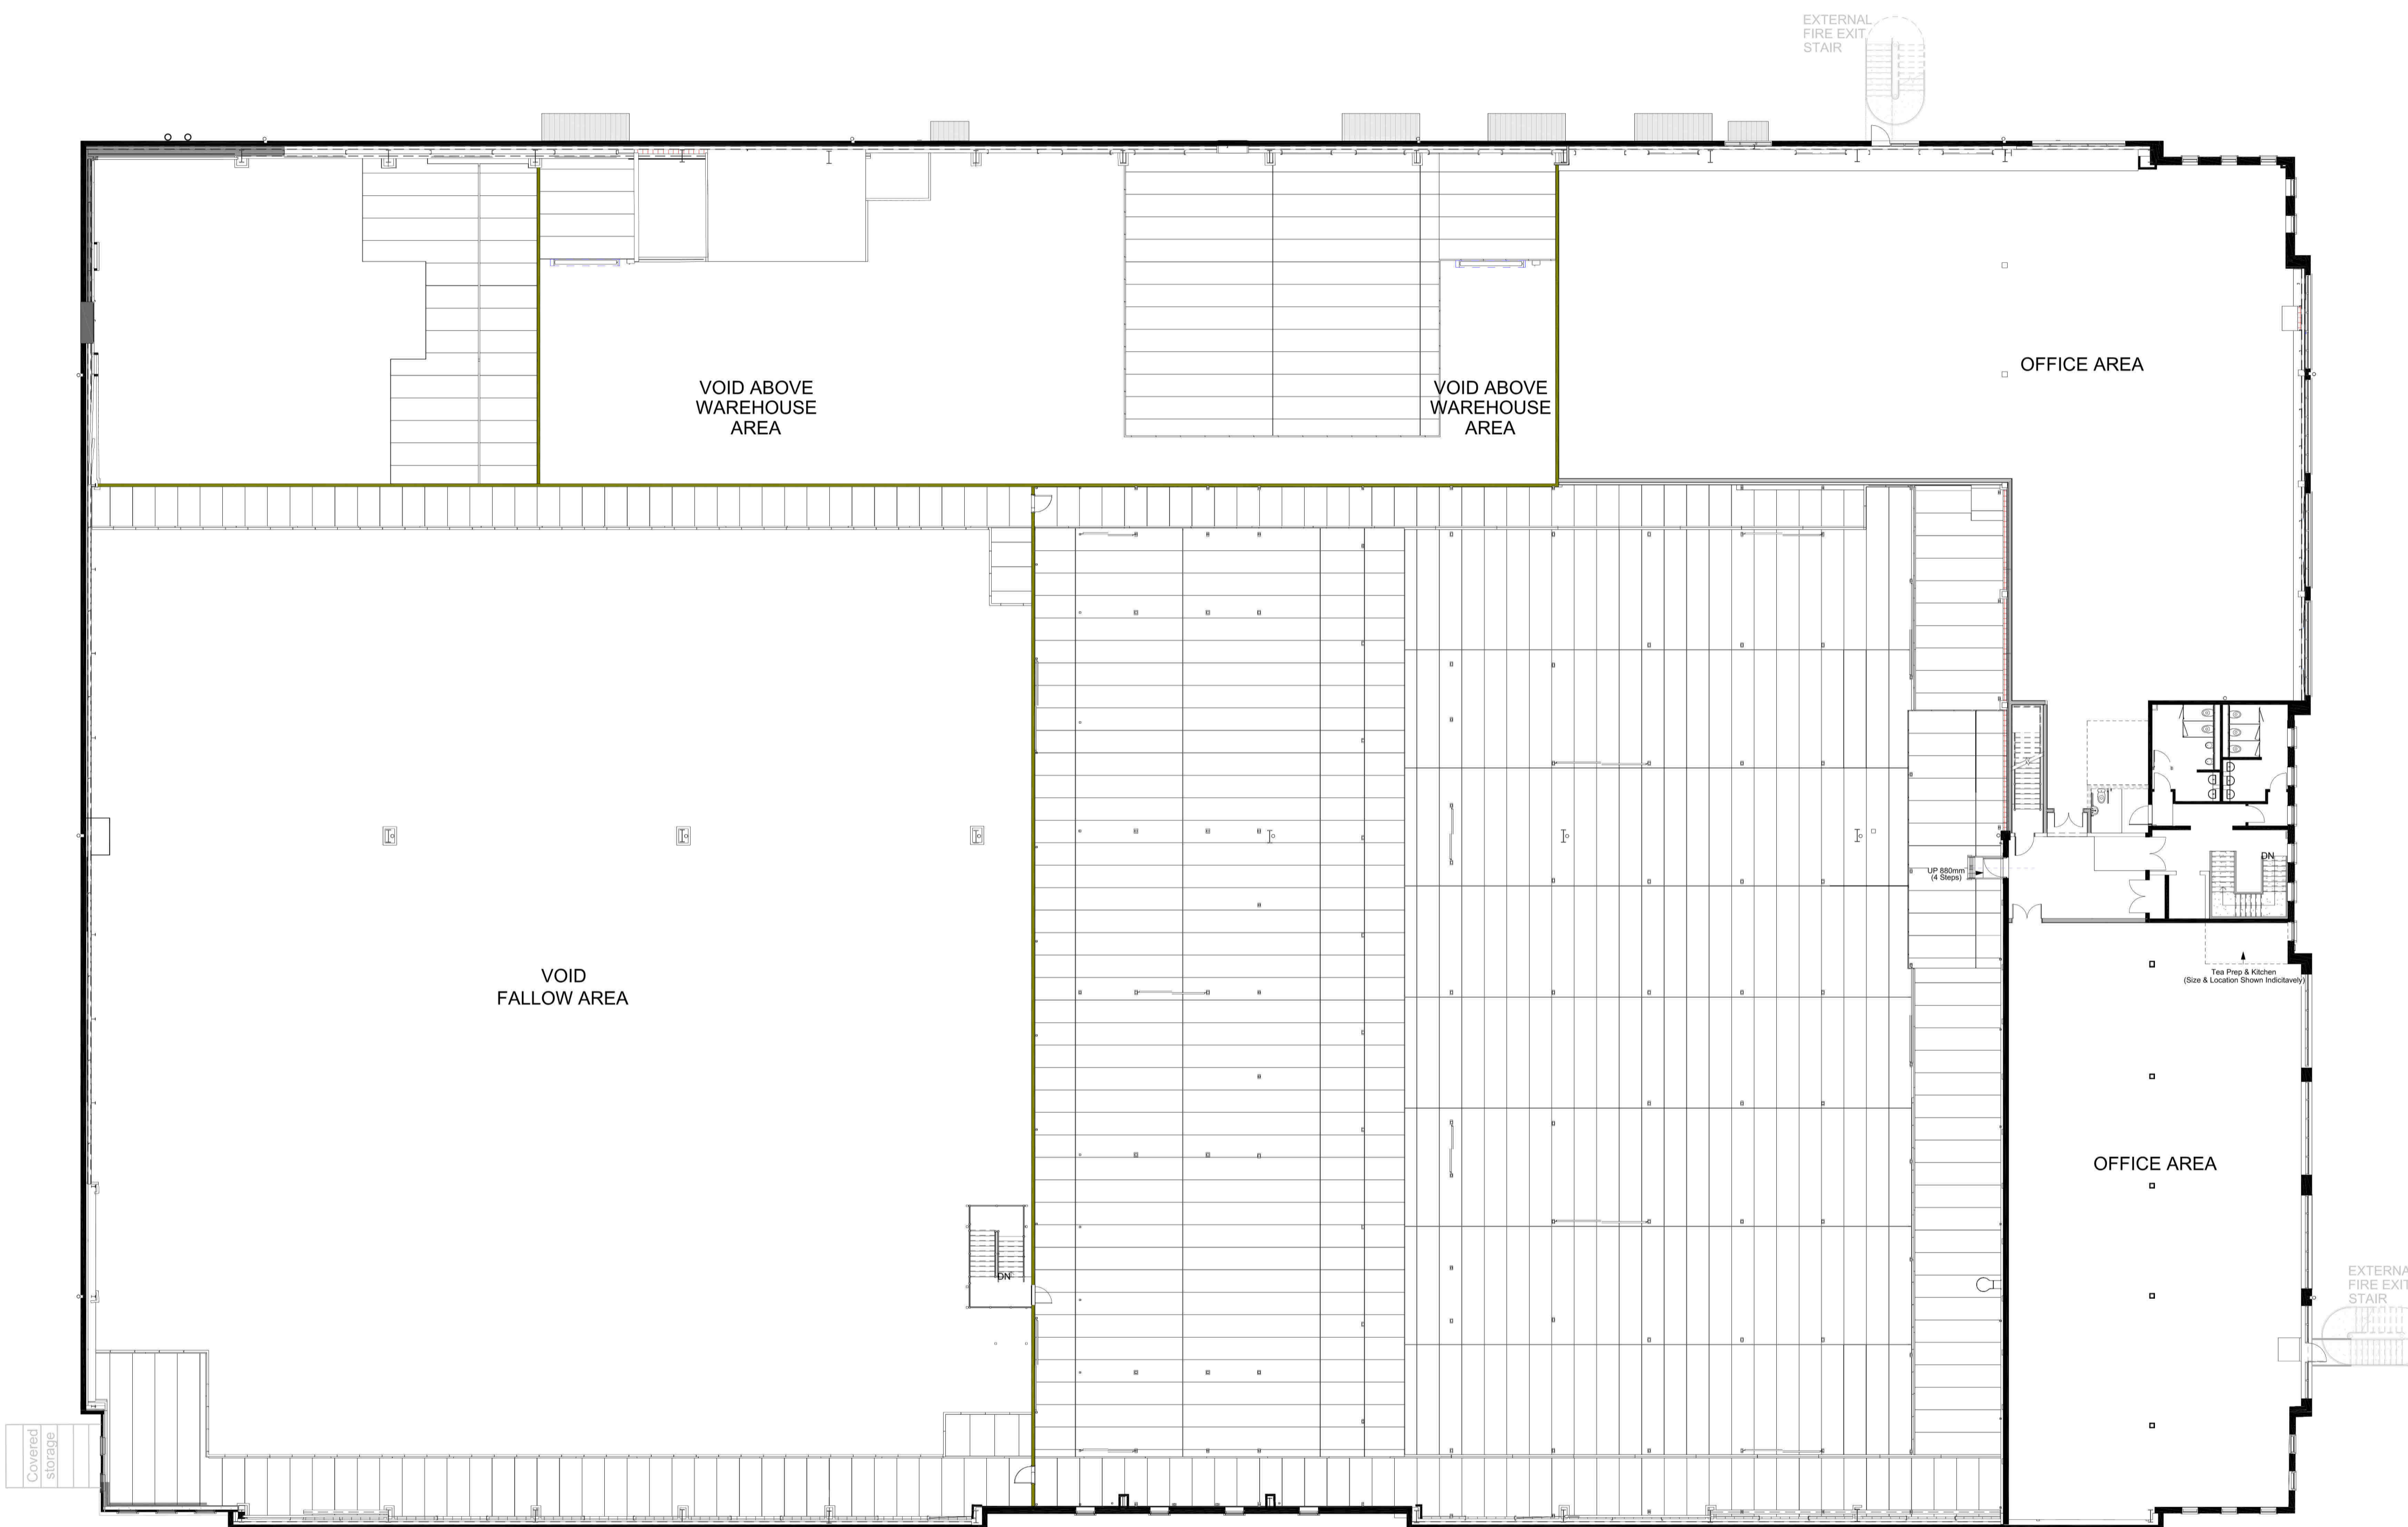 EXTERNAL
FIRE EXIT
STAIR
OFFICE AREA
VOID ABOVE
WAREHOUSE
AREA
VOID ABOVE
WAREHOUSE
AREA
DN
UP 880mm
(4 Steps)
VOID
FALLOW AREA
Tea Prep & Kitchen
(Size & Location Shown Indicitavely)
OFFICE AREA
DN
EXTERNA
FIRE EXIT
STAIR
Covered
storage